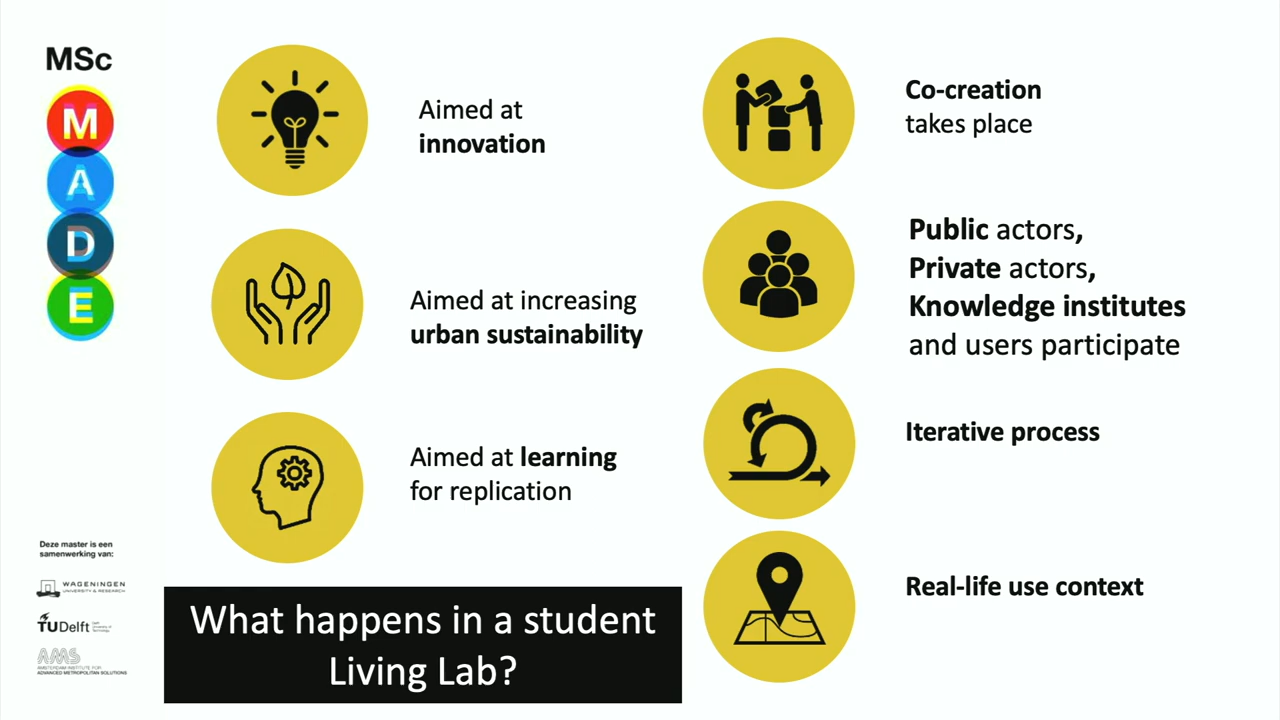 MSc
M
A
D
E
Aimed at
innovation
Aimed at increasing
urban sustainability
Aimed at learning
for replication
Co-creation
takes place
Public actors,
Private actors,
Knowledge institutes
and users participate
Iterative process
Real-life use context
What happens in a student
Living Lab?
Deze master is een
samenwerking van:
WAGENINGEN
UNIVERSITY & RESEARCH
TUDelft
AMS
AMSTERDAM INSTITUTE FOR
ADVANCED METROPOLITAN SOLUTIONS